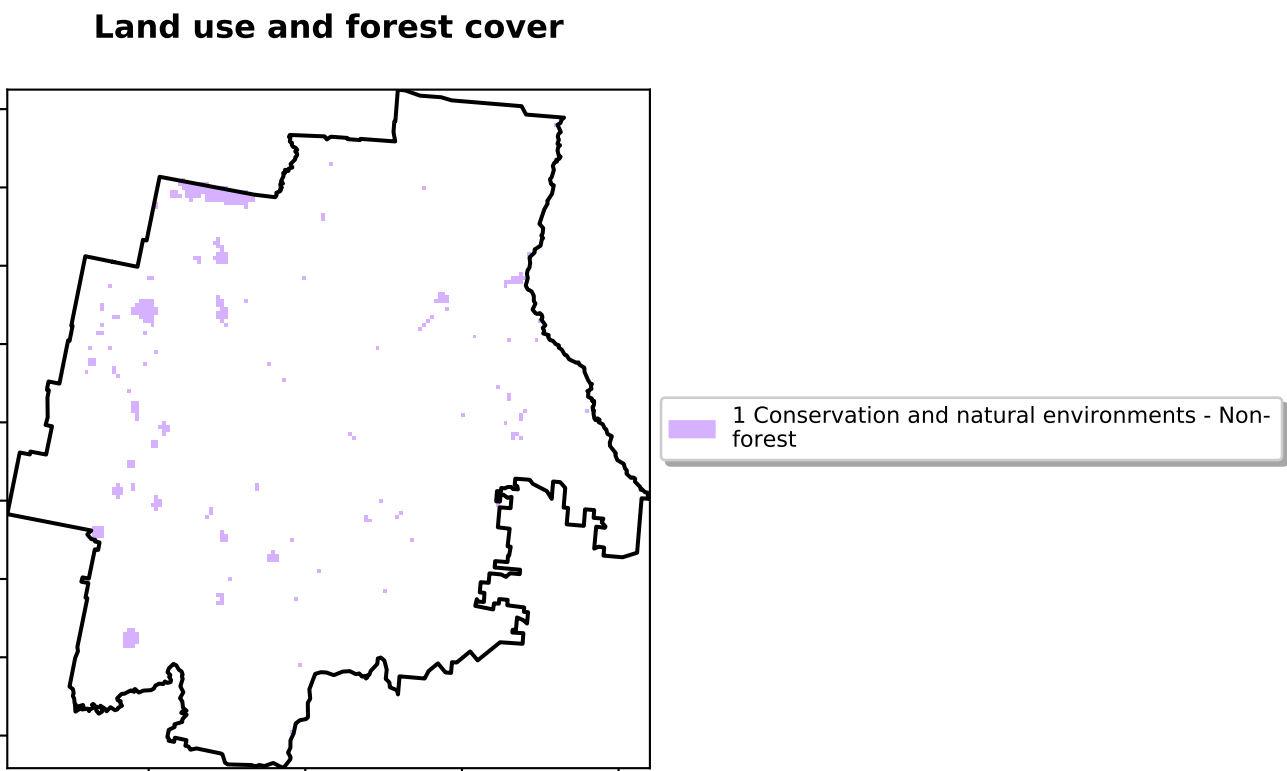 Land use and forest cover
1 Conservation and natural environments - Non-
forest